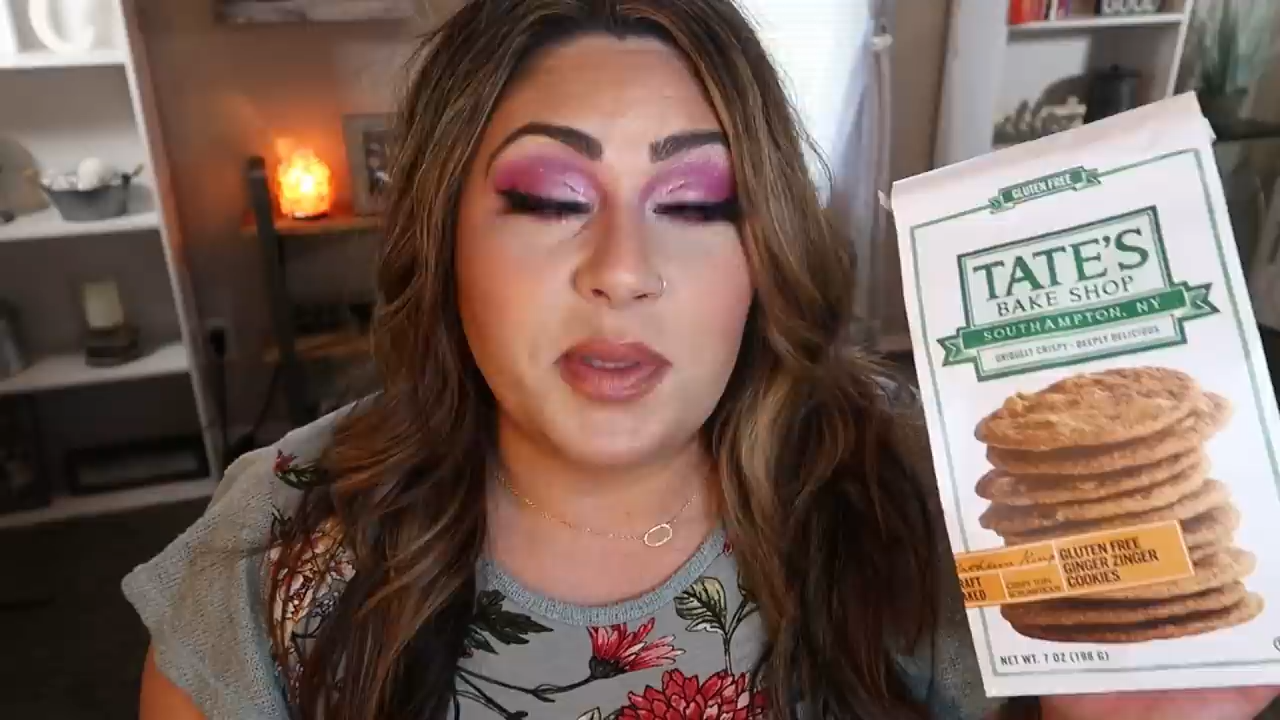 GLUTEN FREE
TATE'S
BAKE SHOP
SOUTHAMPTON, NY
UNIQUELY CRISPY - DEEPLY DELICIOUS
GLUTEN FREE
GINGER ZINGER
COOKIES
NET WT. 7 OZ (198 G)